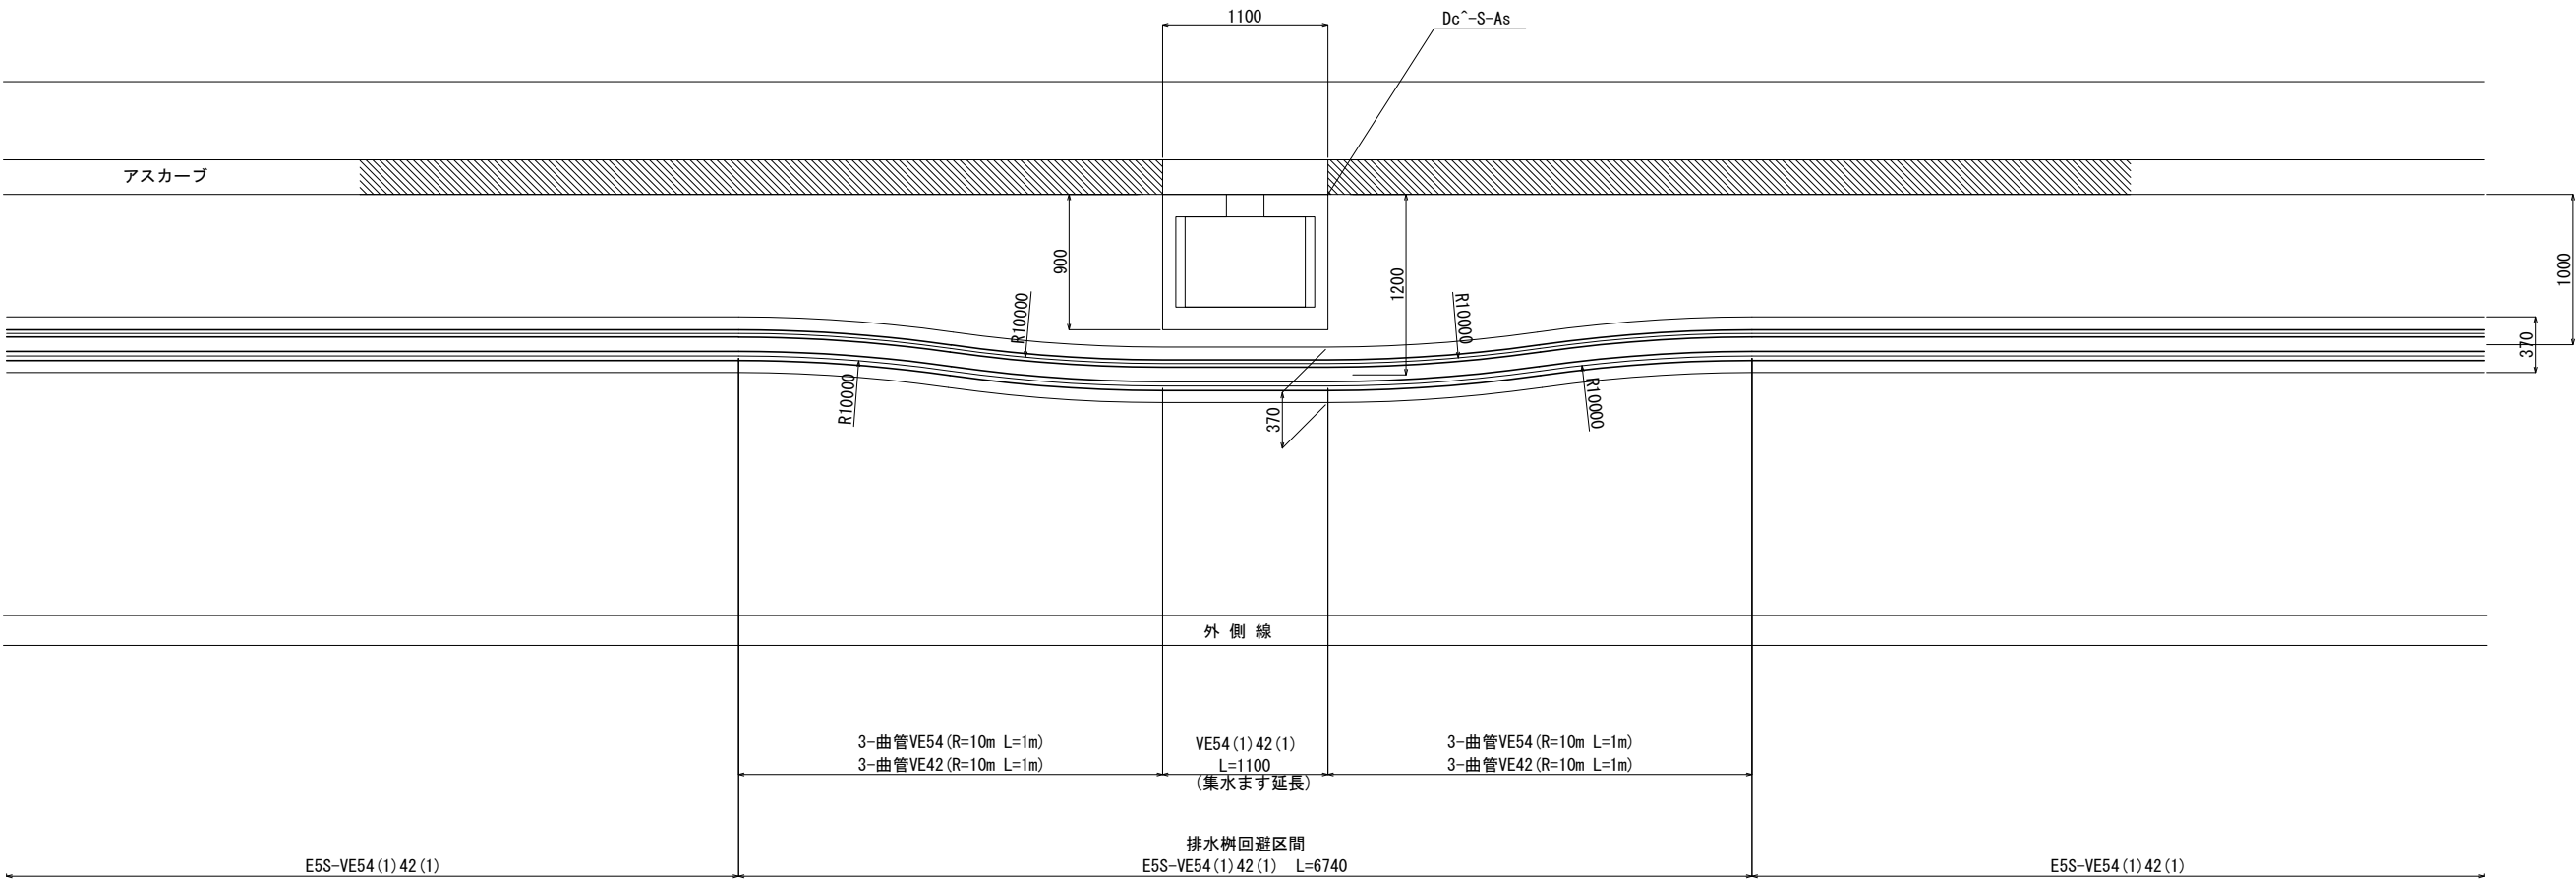 1100
Dc^-S-As
アスカーブ
900
1200
1000
R10000
R10000
370
R10000
R10000
370
外 側 線
3-曲管VE54(R=10m L=1m)
3-曲管VE42(R=10m L=1m)
VE54(1)42(1)
L=1100
(集水ます延長)
3-曲管VE54(R=10m L=1m)
3-曲管VE42(R=10m L=1m)
排水桝回避区間
E5S-VE54(1)42(1)
E5S-VE54(1)42(1) L=6740
E5S-VE54(1)42(1)